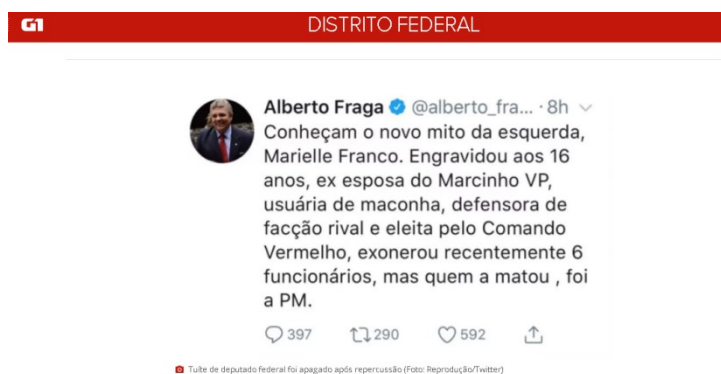 G1
DISTRITO FEDERAL
Alberto Fraga @alberto_fra... · 8h
Conheçam o novo mito da esquerda,
Marielle Franco. Engravidou aos 16
anos, ex esposa do Marcinho VP,
usuária de maconha, defensora de
facção rival e eleita pelo Comando
Vermelho, exonerou recentemente 6
funcionários, mas quem a matou , foi
a PM.
397 290 592
Tuíte de deputado federal foi apagado após repercussão (Foto: Reprodução/Twitter)